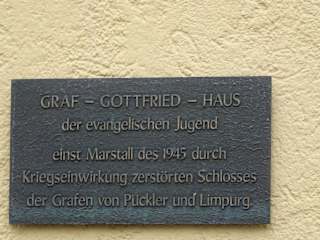 GRAF – GOTTFRIED – HAUS
der evangelischen Jugend
einst Marstall des 1945 durch
Kriegseinwirkung zerstörten Schlosses
der Grafen von Pückler und Limpurg.